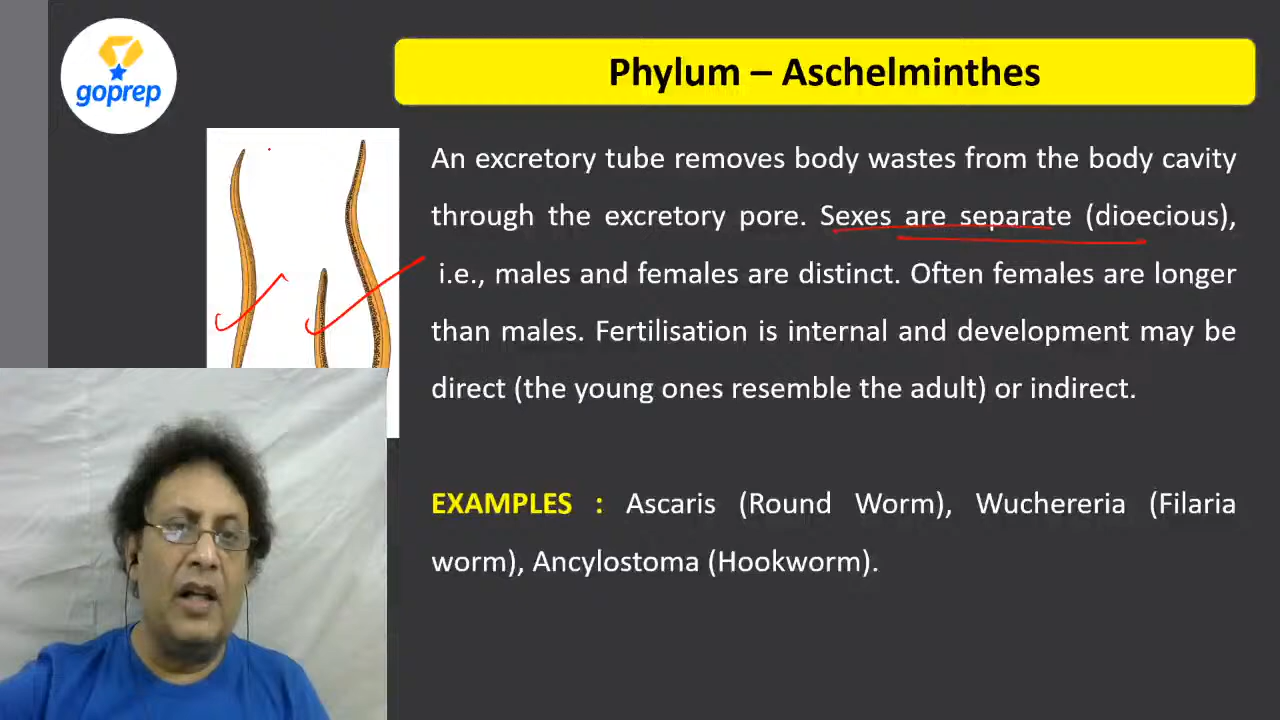 goprep
Phylum – Aschelminthes
An excretory tube removes body wastes from the body cavity
through the excretory pore. Sexes are separate (dioecious),
i.e., males and females are distinct. Often females are longer
than males. Fertilisation is internal and development may be
direct (the young ones resemble the adult) or indirect.
EXAMPLES : Ascaris (Round Worm), Wuchereria (Filaria
worm), Ancylostoma (Hookworm).